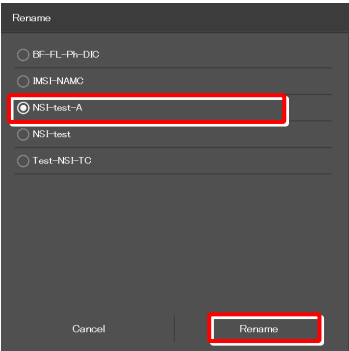 Rename
BF-FL-Ph-DIC
IMSI-NAMC
NSI-test-A
NSI-test
Test-NSI-TC
Cancel
Rename